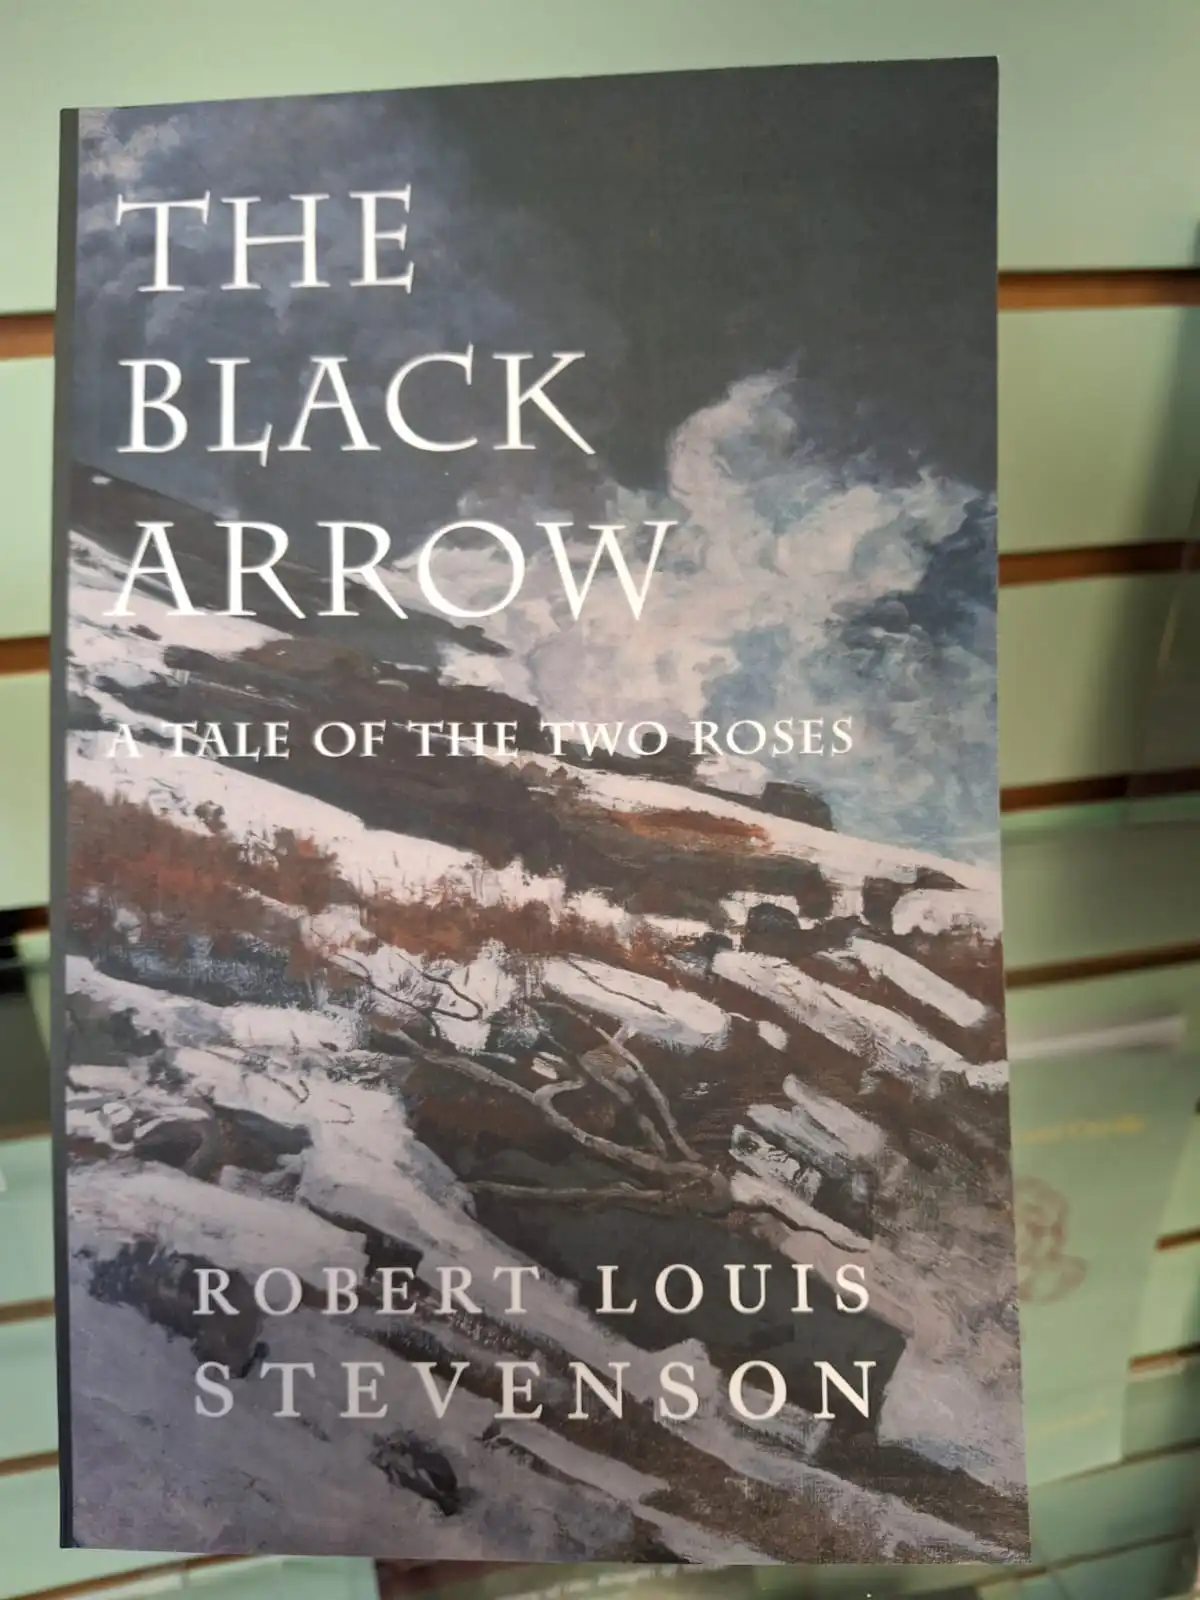 THE
BLACK
ARROW
A TALE OF THE TWO ROSES
ROBERT LOUIS
STEVENSON